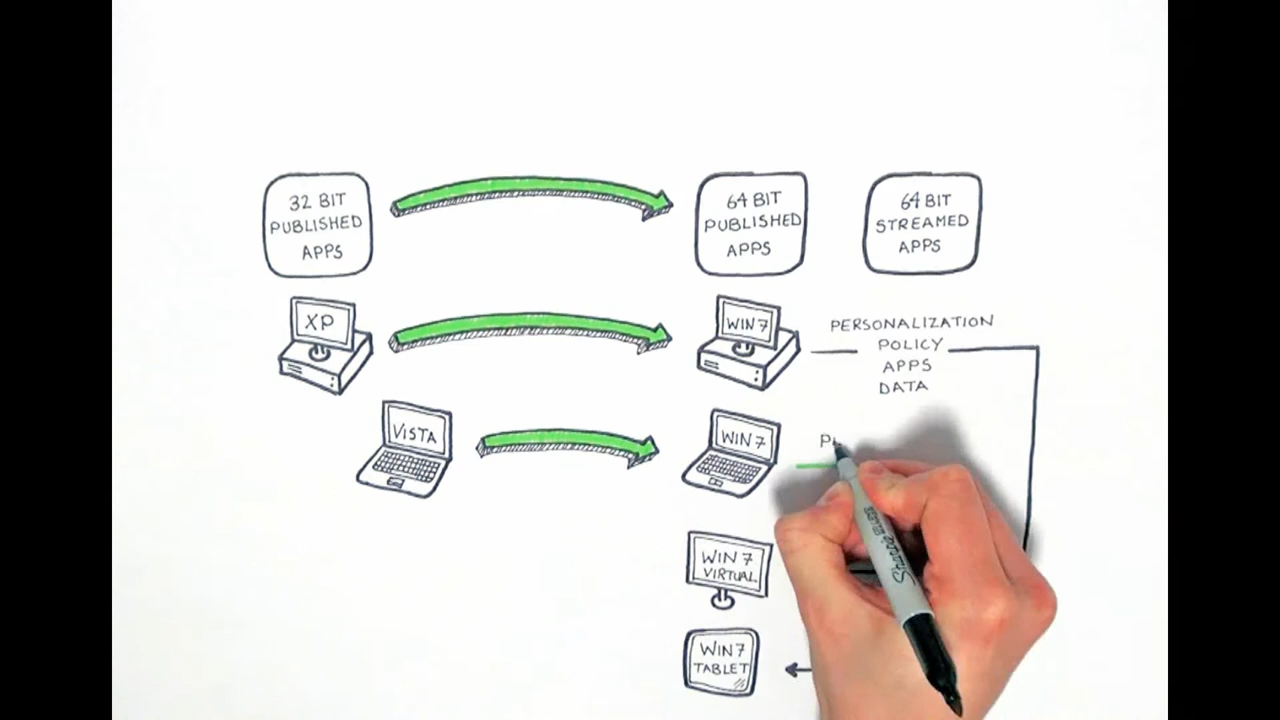 32 BIT
PUBLISHED
APPS
64 BIT
PUBLISHED
APPS
64 BIT
STREAMED
APPS
XP
WIN 7
PERSONALIZATION
POLICY
APPS
DATA
VISTA
WIN 7
WIN 7
VIRTUAL
WIN 7
TABLET
Sharpie